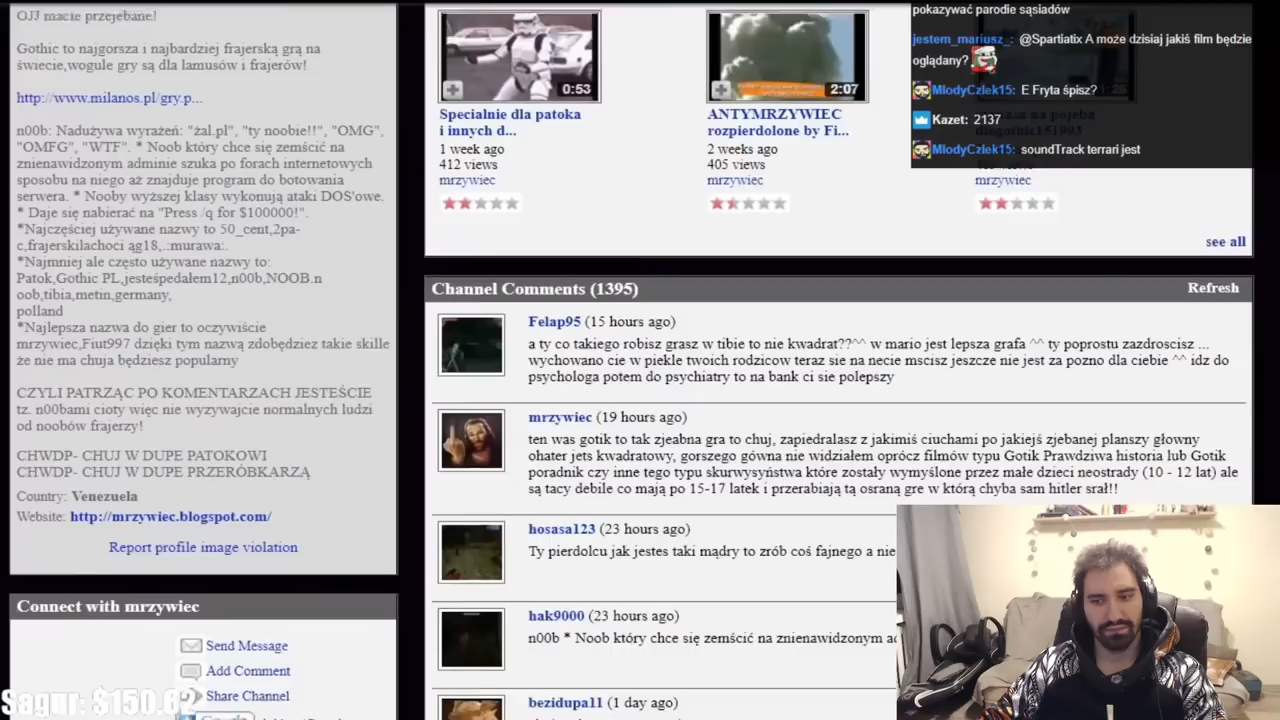 OJJ macie przejebane!
Gothic to najgorsza i najbardziej frajerską grą na
świecie,wogule gry są dla lamusów i frajerów!
http://www.milanos.pl/gry.p...
n00b: Nadużywa wyrażeń: "żal.pl", "ty noobie!!", "OMG",
"OMFG", "WTF". * Noob który chce się zemścić na
znienawidzonym adminie szuka po forach internetowych
sposobu na niego aż znajduje program do botowania
serwera. * Nooby wyższej klasy wykonują ataki DOS'owe.
* Daje się nabierać na "Press /q for $100000!".
*Najczęściej używane nazwy to 50_cent,2pa-
c,frajerskilachoci ag18,.:murawa:.
*Najmniej ale często używane nazwy to:
Patok,Gothic PL,jesteśpedałem12,n00b,NOOB.n
oob,tibia,metin,germany,
polland
*Najlepsza nazwa do gier to oczywiście
mrzywiec,Fiut997 dzięki tym nazwą zdobędziez takie skille
że nie ma chuja będziesz popularny
CZYLI PATRZĄC PO KOMENTARZACH JESTEŚCIE
tz. n00bami cioty więc nie wyzywajcie normalnych ludzi
od noobów frajerzy!
CHWDP- CHUJ W DUPE PATOKOWI
CHWDP- CHUJ W DUPE PRZERÓBKARZĄ
Country: Venezuela
Website: http://mrzywiec.blogspot.com/
Report profile image violation
Connect with mrzywiec
Send Message
Add Comment
Share Channel
Sagur: $150.62
0:53
Specialnie dla patoka
i innych d...
1 week ago
412 views
mrzywiec
2:07
ANTYMRZYWIEC
rozpierdolone by Fi...
2 weeks ago
405 views
mrzywiec
mrzywiec
see all
pokazywać parodie sąsiadów
jestem_mariusz_: @Spartiatix A może dzisiaj jakiś film będzie
oglądany?
MlodyCzlek15: E Fryta śpisz?
Kazet: 2137
MlodyCzlek15: soundTrack terrari jest
Channel Comments (1395)
Refresh
Felap95 (15 hours ago)
a ty co takiego robisz grasz w tibie to nie kwadrat??^^ w mario jest lepsza grafa ^^ ty poprostu zazdroscisz ...
wychowano cie w piekle twoich rodzicow teraz sie na necie mscisz jeszcze nie jest za pozno dla ciebie ^^ idz do
psychologa potem do psychiatry to na bank ci sie polepszy
mrzywiec (19 hours ago)
ten was gotik to tak zjeabna gra to chuj, zapiedralasz z jakimiś ciuchami po jakiejś zjebanej planszy głowny
ohater jets kwadratowy, gorszego gówna nie widziałem oprócz filmów typu Gotik Prawdziwa historia lub Gotik
poradnik czy inne tego typu skurwysyństwa które zostały wymyślone przez małe dzieci neostrady (10 - 12 lat) ale
są tacy debile co mają po 15-17 latek i przerabiają tą osraną gre w którą chyba sam hitler srał!!
hosasa123 (23 hours ago)
Ty pierdolcu jak jestes taki mądry to zrób coś fajnego a nie
hak9000 (23 hours ago)
n00b * Noob który chce się zemścić na znienawidzonym
bezidupa11 (1 day ago)